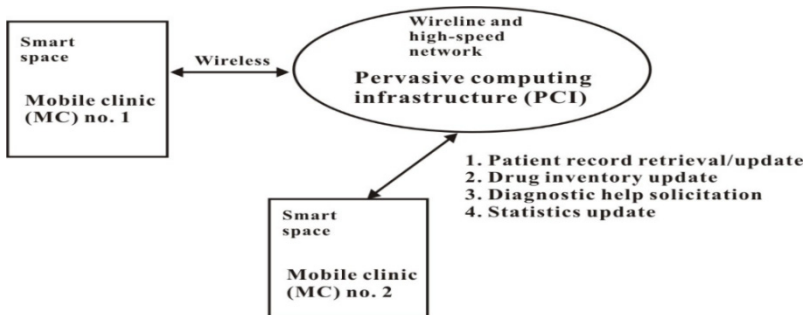 Smart
space
Mobile clinic
(MC) no. 1
Wireless
Wireline and
high-speed
network
Pervasive computing
infrastructure (PCI)
1. Patient record retrieval/update
2. Drug inventory update
3. Diagnostic help solicitation
4. Statistics update
Smart
space
Mobile clinic
(MC) no. 2